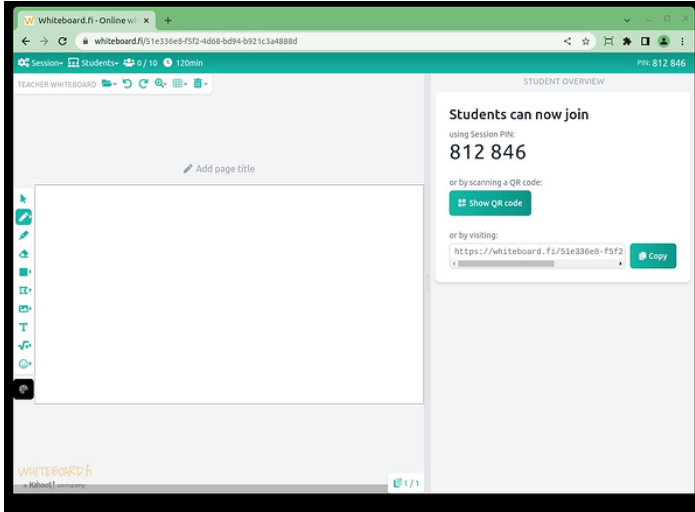 Whiteboard.fi - Online wh
whiteboard.fi/51e336e8-f5f2-4d68-bd94-b921c3a4888d
Session Students 0 / 10 120min PIN: 812 846
TEACHER WHITEBOARD
STUDENT OVERVIEW
Students can now join
using Session PIN:
812 846
or by scanning a QR code:
Show QR code
or by visiting:
https://whiteboard.fi/51e336e8-f5f2
Copy
Add page title
T
WHITEBOARD.fi
a Kahoot! company
1 / 1